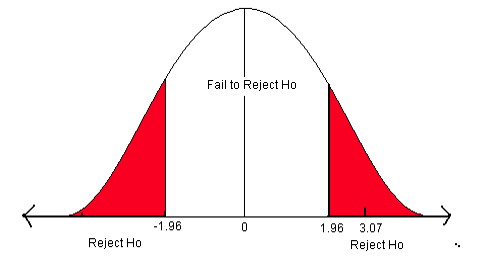 Fail to Reject Ho
-1.96 0 1.96 3.07
Reject Ho Reject Ho